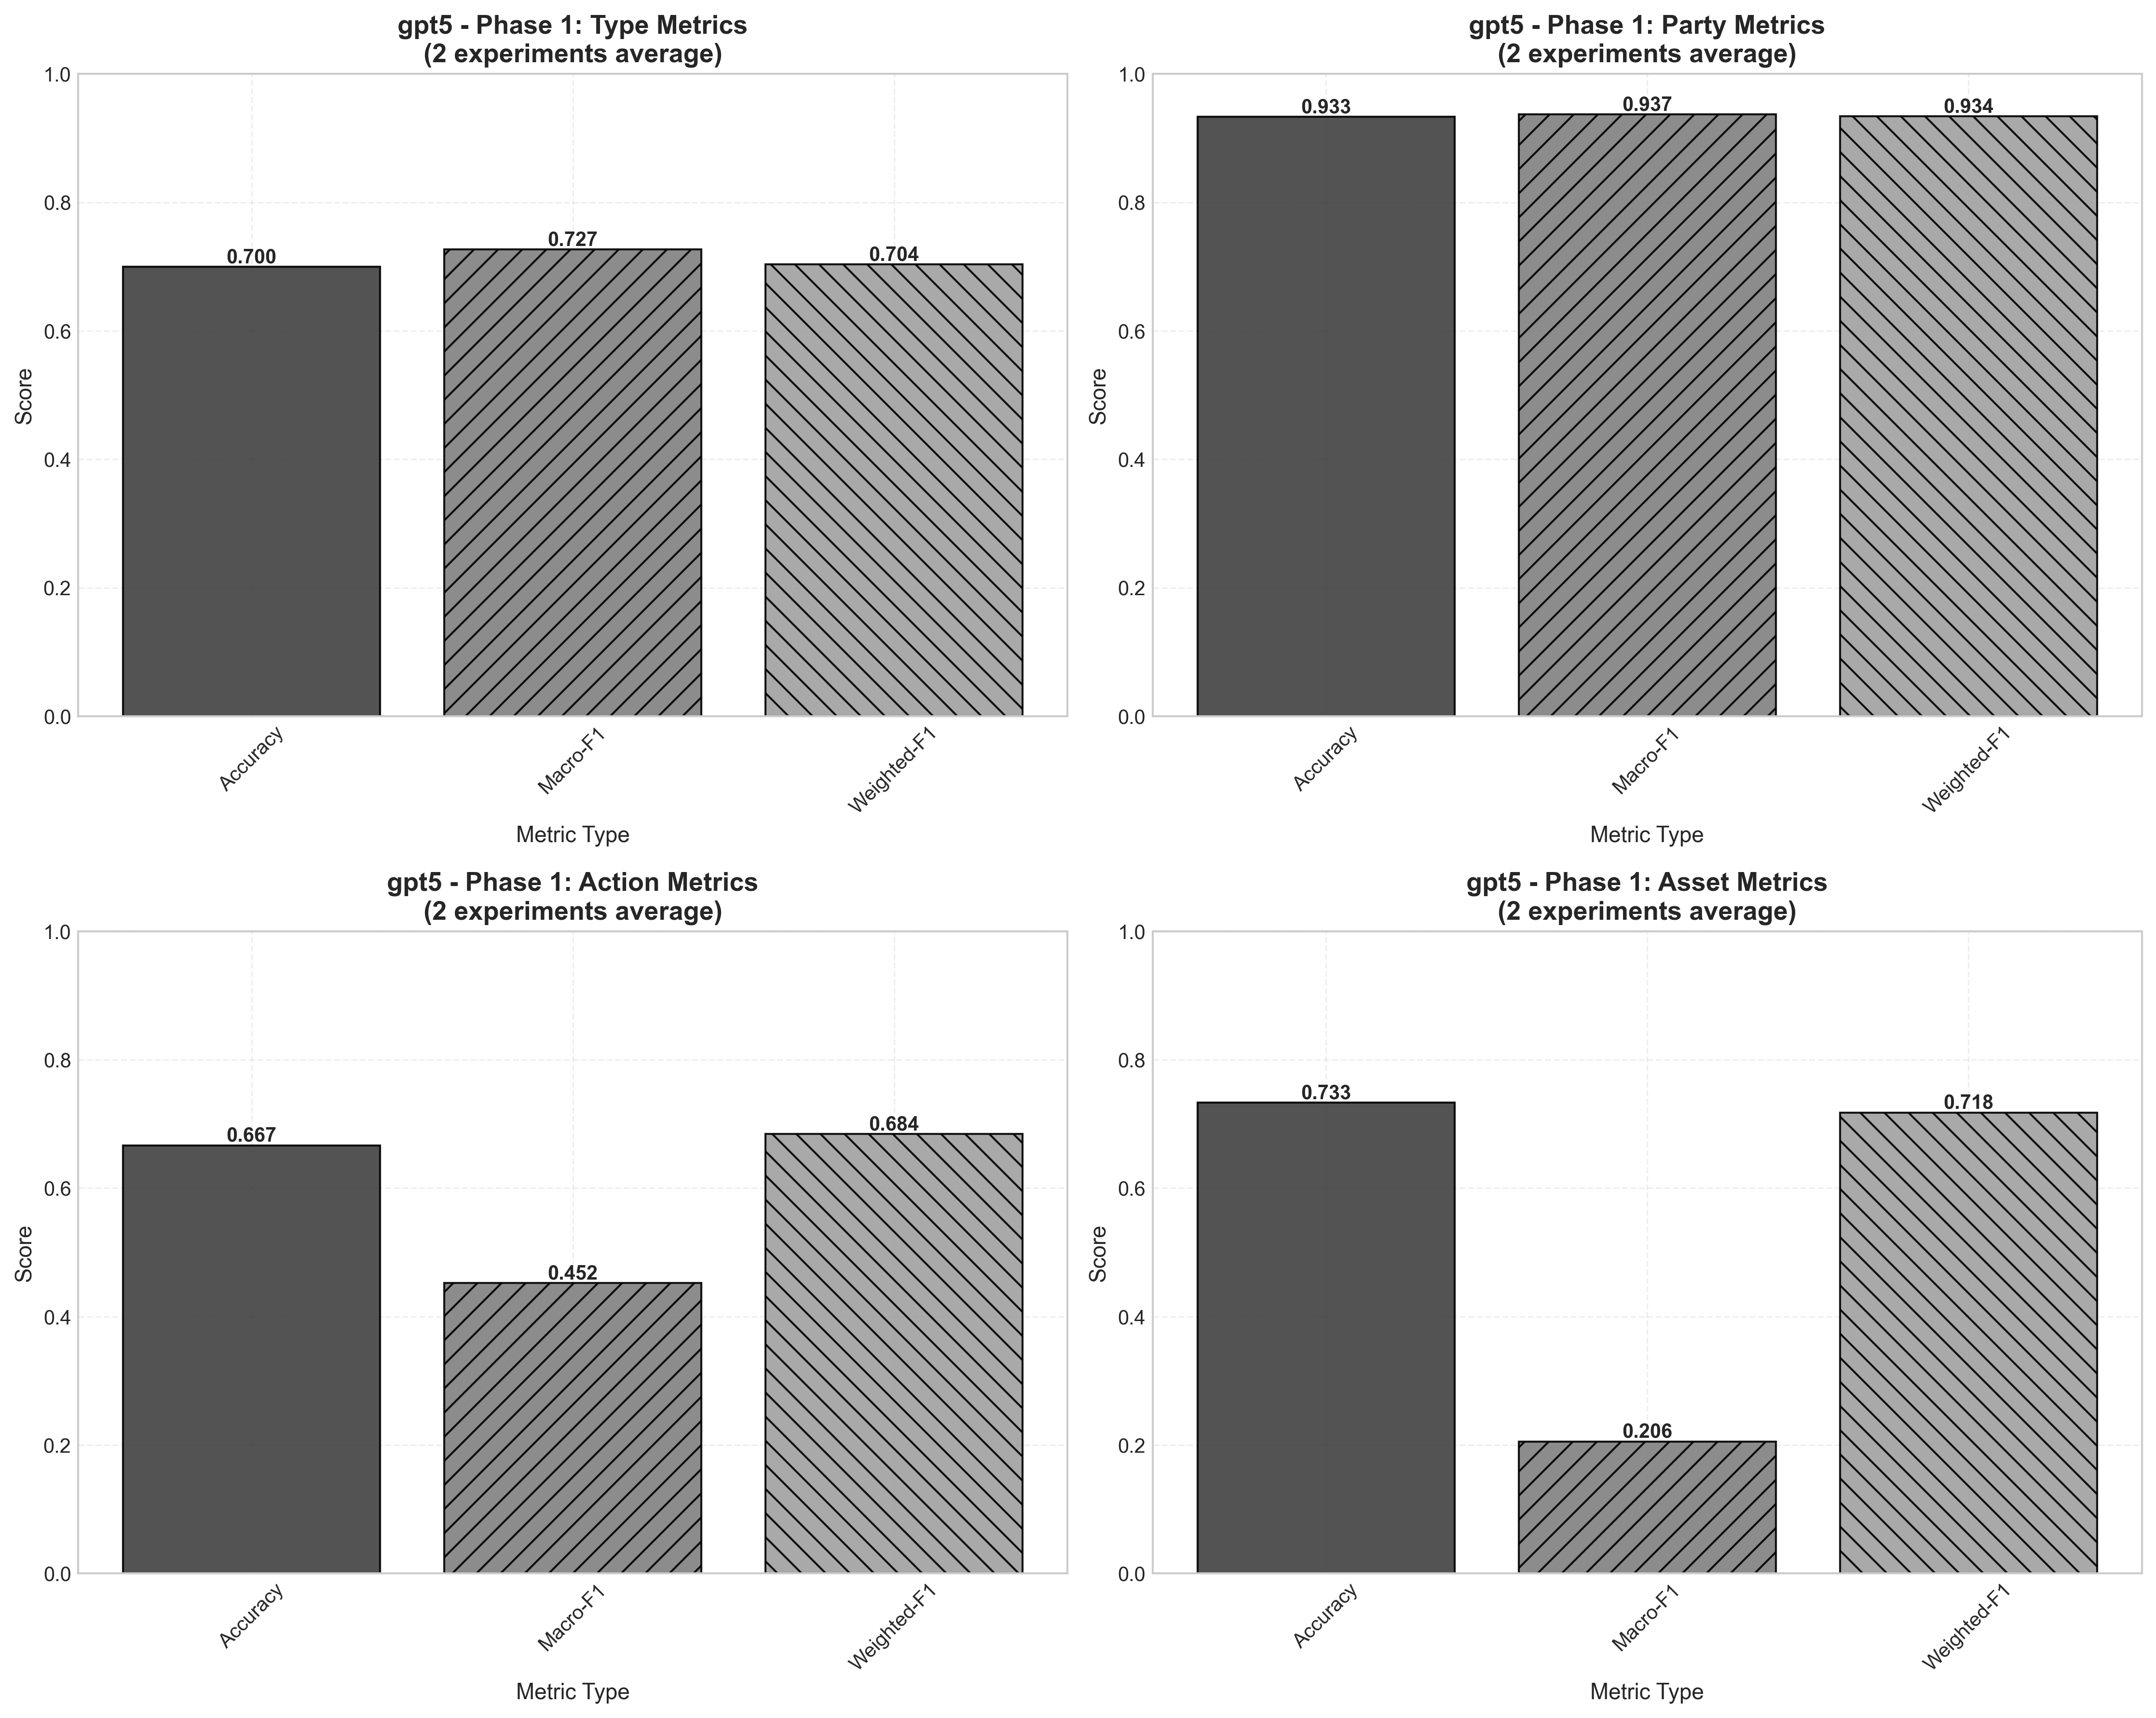 gpt5 - Phase 1: Type Metrics
(2 experiments average)
1.0
0.8
0.6
0.4
0.2
0.0
Score
0.700
0.727
0.704
Accuracy
Macro-F1
Weighted-F1
Metric Type
gpt5 - Phase 1: Party Metrics
(2 experiments average)
1.0
0.8
0.6
0.4
0.2
0.0
Score
0.933
0.937
0.934
Accuracy
Macro-F1
Weighted-F1
Metric Type
gpt5 - Phase 1: Action Metrics
(2 experiments average)
1.0
0.8
0.6
0.4
0.2
0.0
Score
0.667
0.452
0.684
Accuracy
Macro-F1
Weighted-F1
Metric Type
gpt5 - Phase 1: Asset Metrics
(2 experiments average)
1.0
0.8
0.6
0.4
0.2
0.0
Score
0.733
0.206
0.718
Accuracy
Macro-F1
Weighted-F1
Metric Type